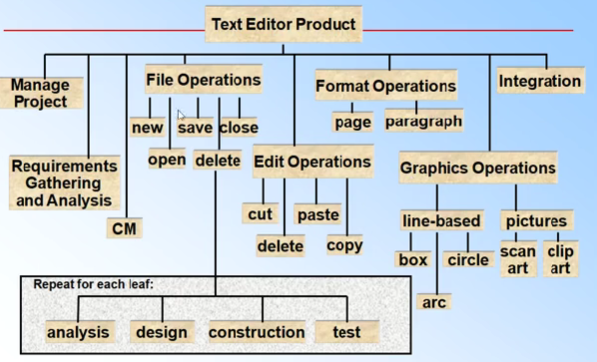 Text Editor Product
Manage
Project
File Operations
Format Operations
Integration
new
save
close
page
paragraph
open
delete
Requirements
Gathering
and Analysis
Edit Operations
Graphics Operations
CM
cut
paste
delete
copy
line-based
pictures
box
circle
scan
art
clip
art
arc
Repeat for each leaf:
analysis
design
construction
test